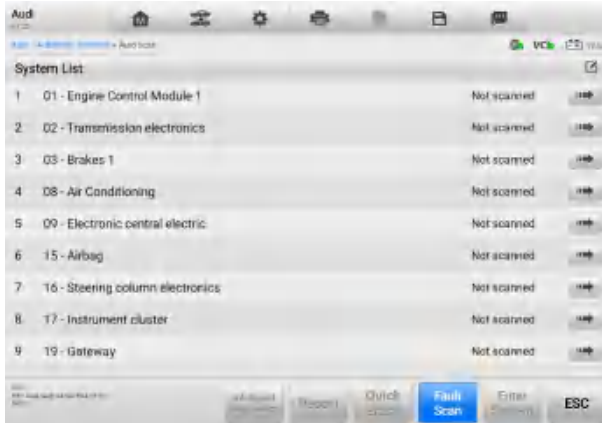 Audi
VCI
System List
1 01 - Engine Control Module 1 Not scanned
2 02 - Transmission electronics Not scanned
3 03 - Brakes 1 Not scanned
4 08 - Air Conditioning Not scanned
5 09 - Electronic central electric Not scanned
6 15 - Airbag Not scanned
7 16 - Steering column electronics Not scanned
8 17 - Instrument cluster Not scanned
9 19 - Gateway Not scanned
Report Quick Fault Scan Enter ESC